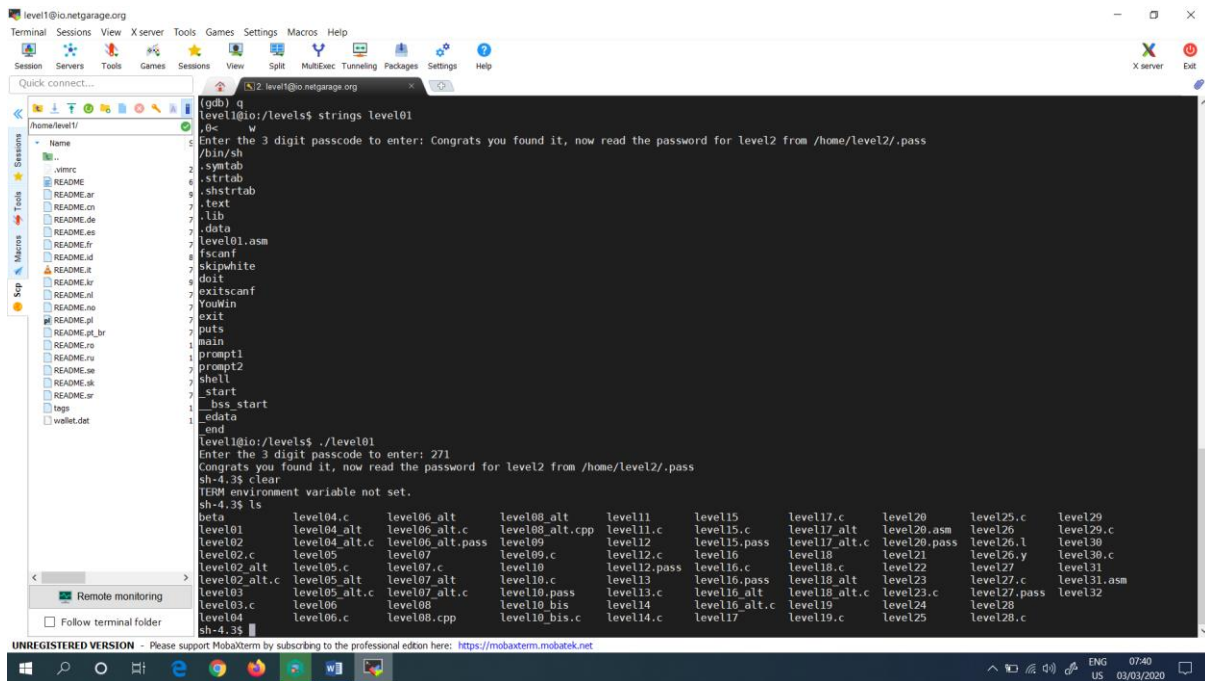 level1@io.netgarage.org
Terminal Sessions View X server Tools Games Settings Macros Help
Session Servers Tools Games Sessions View Split MultiExec Tunneling Packages Settings Help X server Exit
Quick connect...
2. level1@io.netgarage.org
/home/level1/
Name
..
.vimrc
README
README.ar
README.cn
README.de
README.es
README.fr
README.id
README.it
README.kr
README.nl
README.no
README.pl
README.pt_br
README.ro
README.ru
README.se
README.sk
README.sr
tags
wallet.dat
Sessions
Tools
Macros
Scp
Remote monitoring
Follow terminal folder
(gdb) q
level1@io:/levels$ strings level01
,0< w
Enter the 3 digit passcode to enter: Congrats you found it, now read the password for level2 from /home/level2/.pass
/bin/sh
.symtab
.strtab
.shstrtab
.text
.lib
.data
level01.asm
fscanf
skipwhite
doit
exitscanf
YouWin
exit
puts
main
prompt1
prompt2
shell
_start
__bss_start
_edata
_end
level1@io:/levels$ ./level01
Enter the 3 digit passcode to enter: 271
Congrats you found it, now read the password for level2 from /home/level2/.pass
sh-4.3$ clear
TERM environment variable not set.
sh-4.3$ ls
beta level04.c level06_alt level08_alt level11 level15 level17.c level20 level25.c level29
level01 level04_alt level06_alt.c level08_alt.cpp level11.c level15.c level17_alt level20.asm level26 level29.c
level02 level04_alt.c level06_alt.pass level09 level12 level15.pass level17_alt.c level20.pass level26.l level30
level02.c level05 level07 level09.c level12.c level16 level18 level21 level26.y level30.c
level02_alt level05.c level07.c level10 level12.pass level16.c level18.c level22 level27 level31
level02_alt.c level05_alt level07_alt level10.c level13 level16.pass level18_alt level23 level27.c level31.asm
level03 level05_alt.c level07_alt.c level10.pass level13.c level16_alt level18_alt.c level23.c level27.pass level32
level03.c level06 level08 level10_bis level14 level16_alt.c level19 level24 level28
level04 level06.c level08.cpp level10_bis.c level14.c level17 level19.c level25 level28.c
sh-4.3$
UNREGISTERED VERSION - Please support MobaXterm by subscribing to the professional edition here: https://mobaxterm.mobatek.net
ENG 07:40
US 03/03/2020